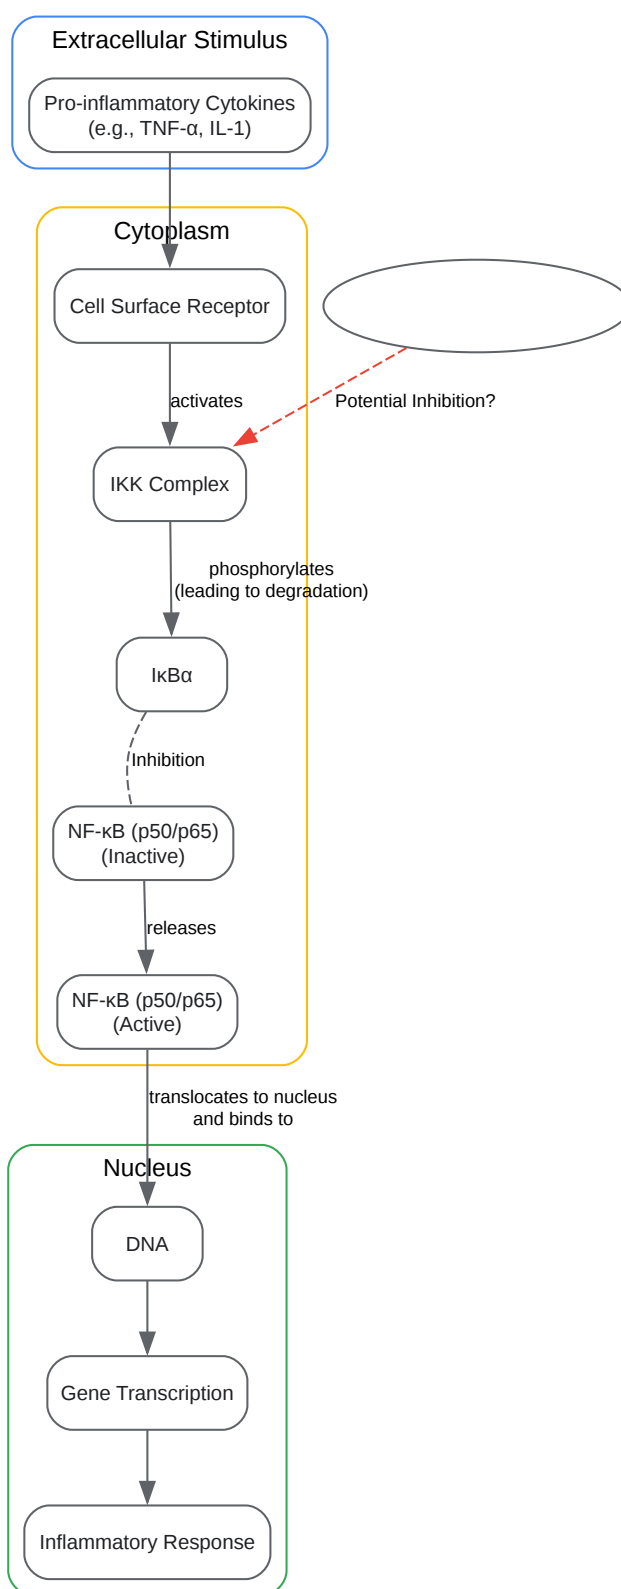 Extracellular Stimulus
Pro-inflammatory Cytokines
(e.g., TNF-α, IL-1)
Cytoplasm
Cell Surface Receptor
activates
Potential Inhibition?
IKK Complex
phosphorylates
(leading to degradation)
IκBα
Inhibition
NF-κB (p50/p65)
(Inactive)
releases
NF-κB (p50/p65)
(Active)
translocates to nucleus
and binds to
Nucleus
DNA
Gene Transcription
Inflammatory Response